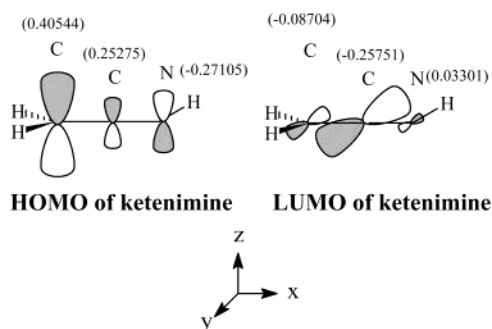 (0.40544)
C
(0.25275)
C
N (-0.27105)
H
H
H
HOMO of ketenimine
(-0.08704)
C
(-0.25751)
C
N (0.03301)
H
H
H
LUMO of ketenimine
z
x
y